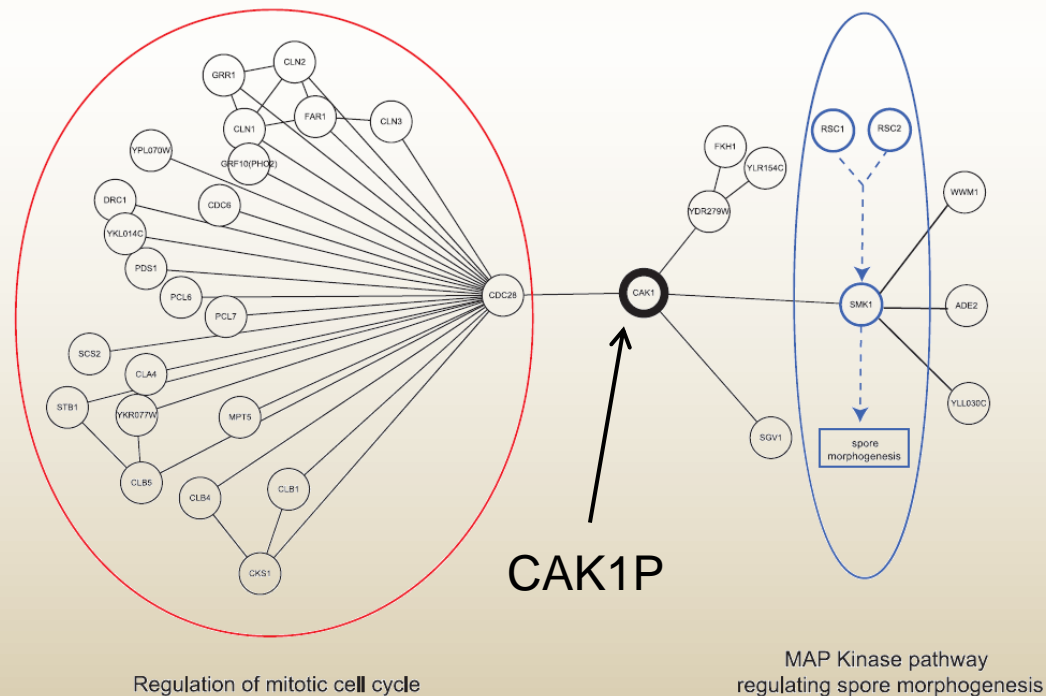 CLN2
GRR1
FAR1
CLN3
CLN1
GRF10(PHO2)
YPL070W
DRC1
CDC6
YKL014C
PDS1
PCL6
PCL7
SCS2
CLA4
STB1
YKR077W
MPT5
CLB5
CLB4
CLB1
CKS1
CDC28
CAK1
FKH1
YLR154C
YDR279W
SGV1
RSC1
RSC2
SMK1
WWM1
ADE2
YLL030C
spore
morphogenesis
CAK1P
Regulation of mitotic cell cycle
MAP Kinase pathway
regulating spore morphogenesis